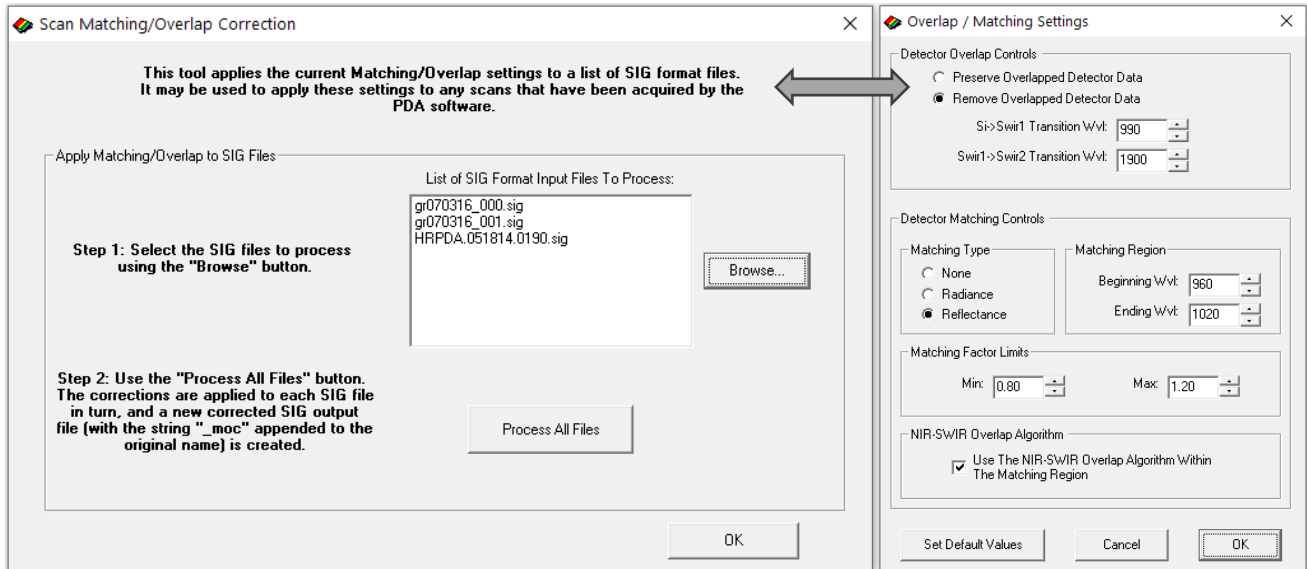 Scan Matching/Overlap Correction
This tool applies the current Matching/Overlap settings to a list of SIG format files.
It may be used to apply these settings to any scans that have been acquired by the
PDA software.
Apply Matching/Overlap to SIG Files
List of SIG Format Input Files To Process:
gr070316_000.sig
gr070316_001.sig
HRPDA.051814.0190.sig
Step 1: Select the SIG files to process
using the "Browse" button.
Browse...
Step 2: Use the "Process All Files" button.
The corrections are applied to each SIG file
in turn, and a new corrected SIG output
file (with the string "_moc" appended to the
original name) is created.
Process All Files
OK
Overlap / Matching Settings
Detector Overlap Controls
Preserve Overlapped Detector Data
Remove Overlapped Detector Data
Si->Swir1 Transition Wvl: 990
Swir1->Swir2 Transition Wvl: 1900
Detector Matching Controls
Matching Type
None
Radiance
Reflectance
Matching Region
Beginning Wvl: 960
Ending Wvl: 1020
Matching Factor Limits
Min: 0.80 Max: 1.20
NIR-SWIR Overlap Algorithm
Use The NIR-SWIR Overlap Algorithm Within
The Matching Region
Set Default Values Cancel OK